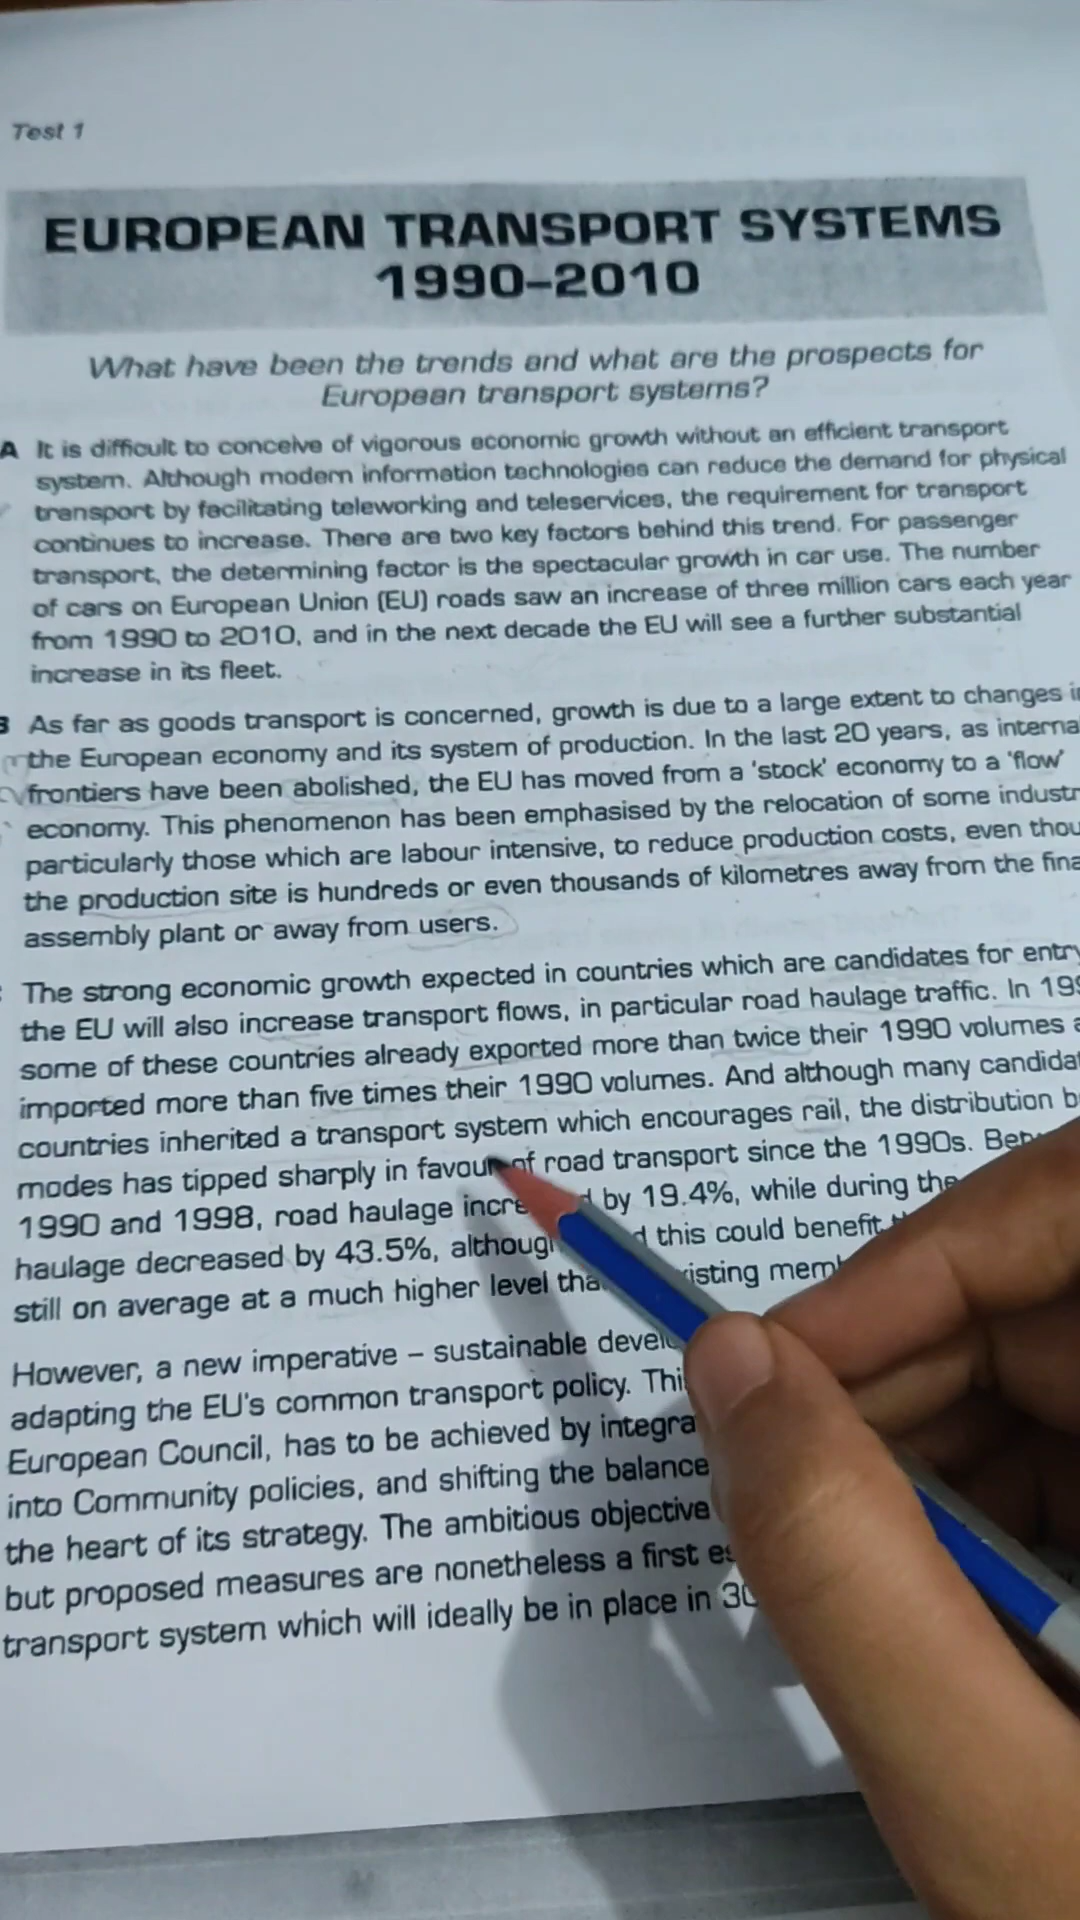 Test 1
EUROPEAN TRANSPORT SYSTEMS
1990–2010
What have been the trends and what are the prospects for
European transport systems?
A It is difficult to conceive of vigorous economic growth without an efficient transport
system. Although modern information technologies can reduce the demand for physical
transport by facilitating teleworking and teleservices, the requirement for transport
continues to increase. There are two key factors behind this trend. For passenger
transport, the determining factor is the spectacular growth in car use. The number
of cars on European Union (EU) roads saw an increase of three million cars each year
from 1990 to 2010, and in the next decade the EU will see a further substantial
increase in its fleet.
As far as goods transport is concerned, growth is due to a large extent to changes
the European economy and its system of production. In the last 20 years, as
frontiers have been abolished, the EU has moved from a 'stock' economy to a 'flow'
economy. This phenomenon has been emphasised by the relocation of some
particularly those which are labour intensive, to reduce production costs, even
the production site is hundreds or even thousands of kilometres away from the
assembly plant or away from users.
The strong economic growth expected in countries which are candidates for entry
the EU will also increase transport flows, in particular road haulage traffic. In
some of these countries already exported more than twice their 1990 volumes
imported more than five times their 1990 volumes. And although many
countries inherited a transport system which encourages rail, the distribution
modes has tipped sharply in favour of road transport since the 1990s.
1990 and 1998, road haulage by 19.4%, while during the
haulage decreased by 43.5%, this could benefit
still on average at a much higher level
However, a new imperative – sustainable
adapting the EU's common transport policy.
European Council, has to be achieved by
into Community policies, and shifting the balance
the heart of its strategy. The ambitious objective
but proposed measures are nonetheless a first
transport system which will ideally be in place in